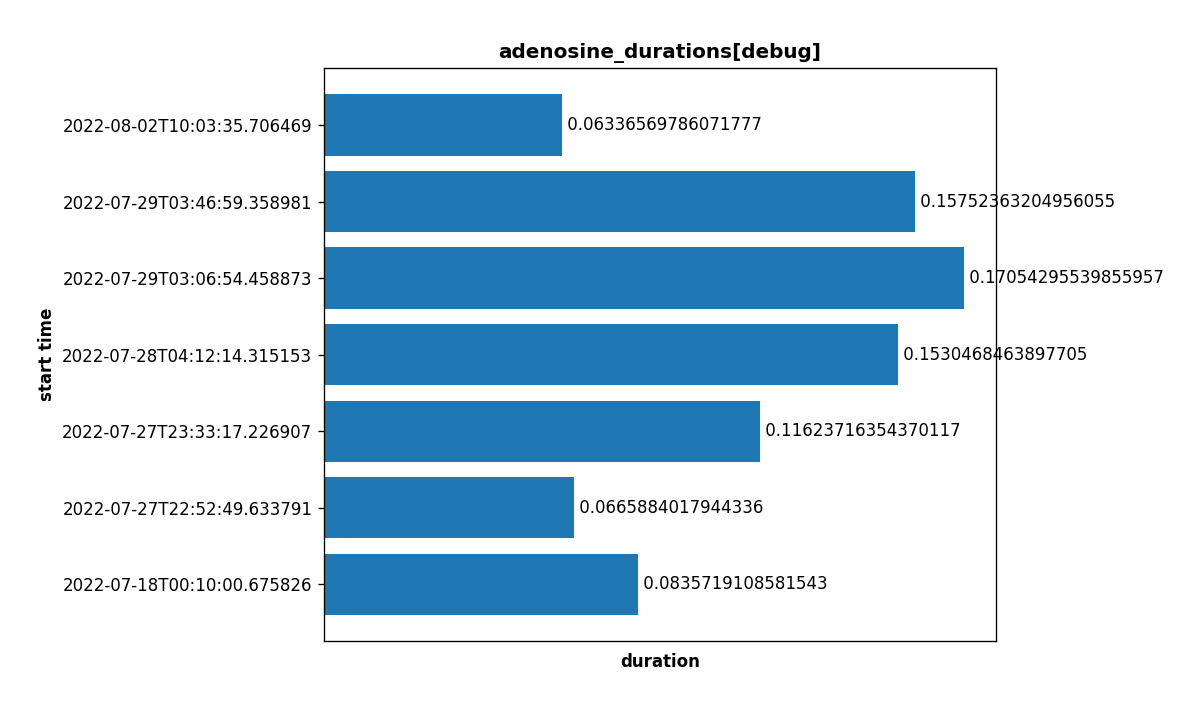 adenosine_durations[debug]
2022-08-02T10:03:35.706469 0.06336569786071777
2022-07-29T03:46:59.358981 0.15752363204956055
2022-07-29T03:06:54.458873 0.17054295539855957
2022-07-28T04:12:14.315153 0.1530468463897705
2022-07-27T23:33:17.226907 0.11623716354370117
2022-07-27T22:52:49.633791 0.0665884017944336
2022-07-18T00:10:00.675826 0.0835719108581543
start time
duration